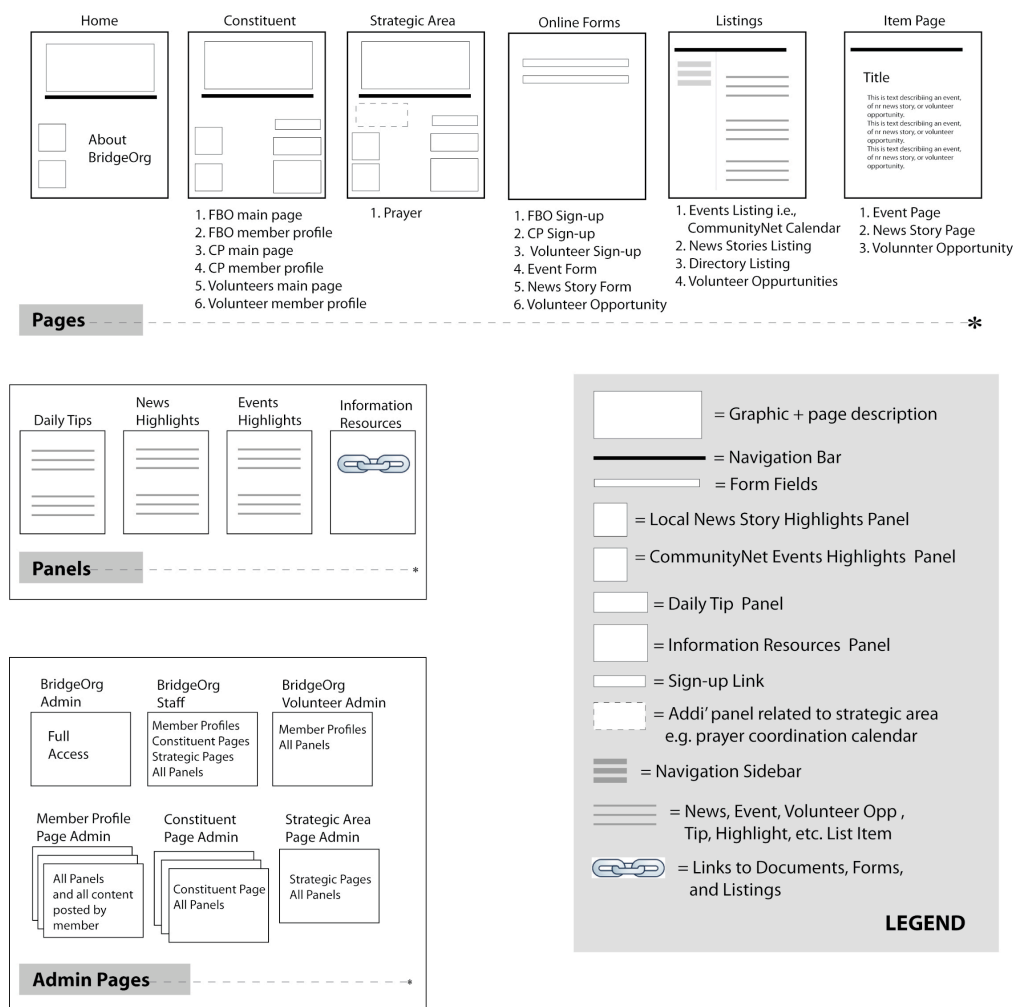 Home
About
BridgeOrg
Constituent
1. FBO main page
2. FBO member profile
3. CP main page
4. CP member profile
5. Volunteers main page
6. Volunteer member profile
Strategic Area
1. Prayer
Online Forms
1. FBO Sign-up
2. CP Sign-up
3. Volunteer Sign-up
4. Event Form
5. News Story Form
6. Volunteer Opportunity
Listings
1. Events Listing i.e.,
CommunityNet Calendar
2. News Stories Listing
3. Directory Listing
4. Volunteer Oppurtunities
Item Page
Title
This is text describiing an event,
of nr news story, or volunteer
opportunity.
This is text describiing an event,
of nr news story, or volunteer
opportunity.
This is text describiing an event,
of nr news story, or volunteer
opportunity.
1. Event Page
2. News Story Page
3. Volunnter Opportunity
Pages
*
Daily Tips
News
Highlights
Events
Highlights
Information
Resources
Panels
*
BridgeOrg
Admin
Full
Access
BridgeOrg
Staff
Member Profiles
Constituent Pages
Strategic Pages
All Panels
BridgeOrg
Volunteer Admin
Member Profiles
All Panels
Member Profile
Page Admin
All Panels
and all content
posted by
member
Constituent
Page Admin
Constituent Page
All Panels
Strategic Area
Page Admin
Strategic Pages
All Panels
Admin Pages
*
= Graphic + page description
= Navigation Bar
= Form Fields
= Local News Story Highlights Panel
= CommunityNet Events Highlights Panel
= Daily Tip Panel
= Information Resources Panel
= Sign-up Link
= Addi' panel related to strategic area
e.g. prayer coordination calendar
= Navigation Sidebar
= News, Event, Volunteer Opp ,
Tip, Highlight, etc. List Item
= Links to Documents, Forms,
and Listings
LEGEND